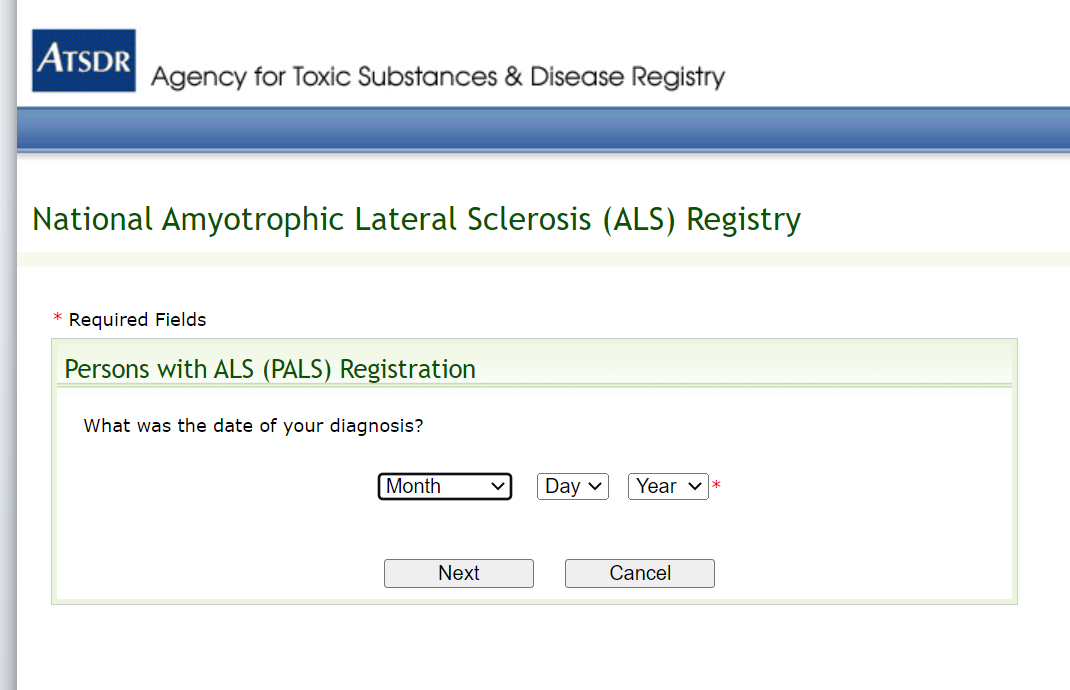 ATSDR
Agency for Toxic Substances & Disease Registry
National Amyotrophic Lateral Sclerosis (ALS) Registry
* Required Fields
Persons with ALS (PALS) Registration
What was the date of your diagnosis?
Month Day Year *
Next Cancel